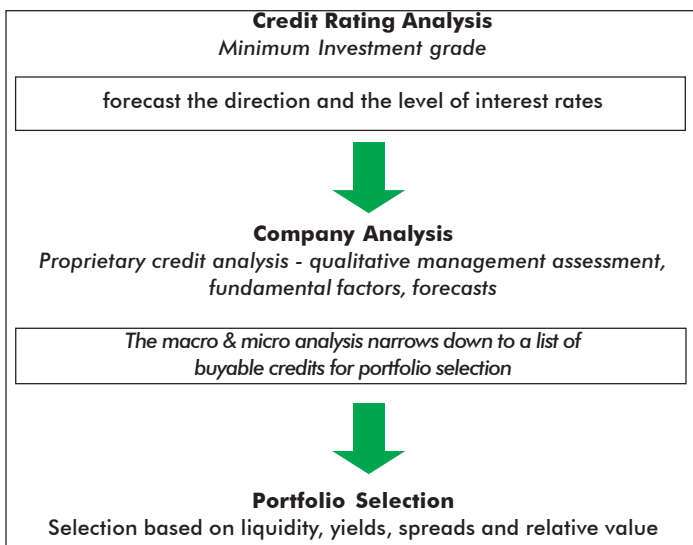 Credit Rating Analysis
Minimum Investment grade
forecast the direction and the level of interest rates
Company Analysis
Proprietary credit analysis - qualitative management assessment,
fundamental factors, forecasts
The macro & micro analysis narrows down to a list of
buyable credits for portfolio selection
Portfolio Selection
Selection based on liquidity, yields, spreads and relative value